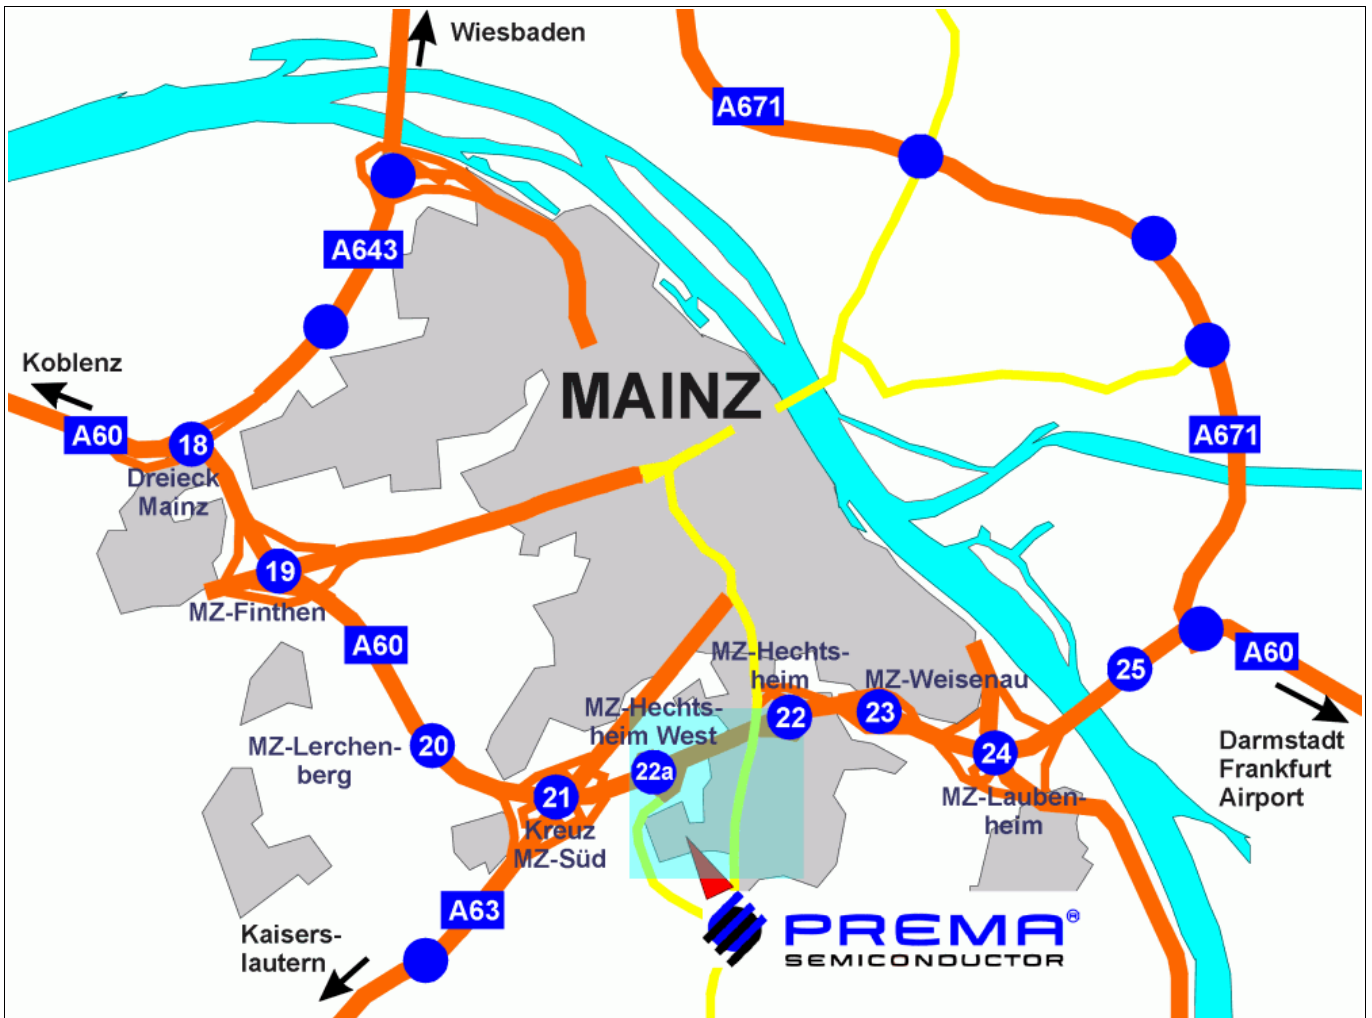 Wiesbaden
A671
A643
Koblenz
MAINZ
A60
18
A671
Dreieck
Mainz
19
MZ-Finthen
A60
MZ-Hechts-
heim
A60
25
MZ-Weisenau
MZ-Hechts-
heim West
22
23
MZ-Lerchen-
berg
20
24
Darmstadt
Frankfurt
Airport
22a
21
MZ-Lauben-
heim
Kreuz
MZ-Süd
A63
Kaisers-
lautern
PREMA®
SEMICONDUCTOR